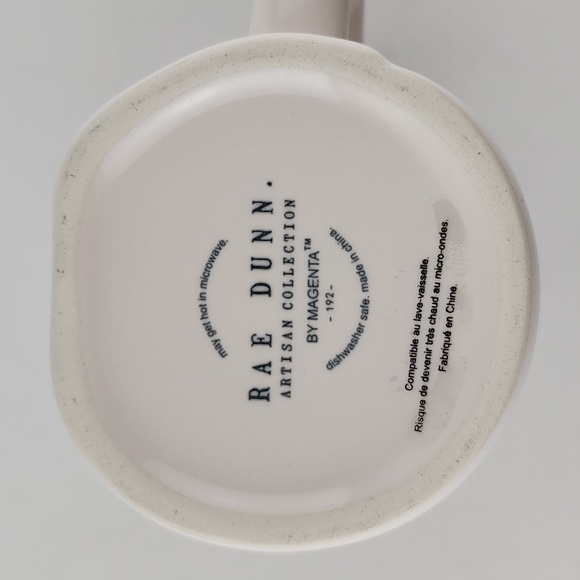 may get hot in microwave.
RAE DUNN.
ARTISAN COLLECTION
BY MAGENTA™
- 192 -
dishwasher safe. made in china.
Compatible au lave-vaisselle.
Risque de devenir très chaud au micro-ondes.
Fabriqué en Chine.